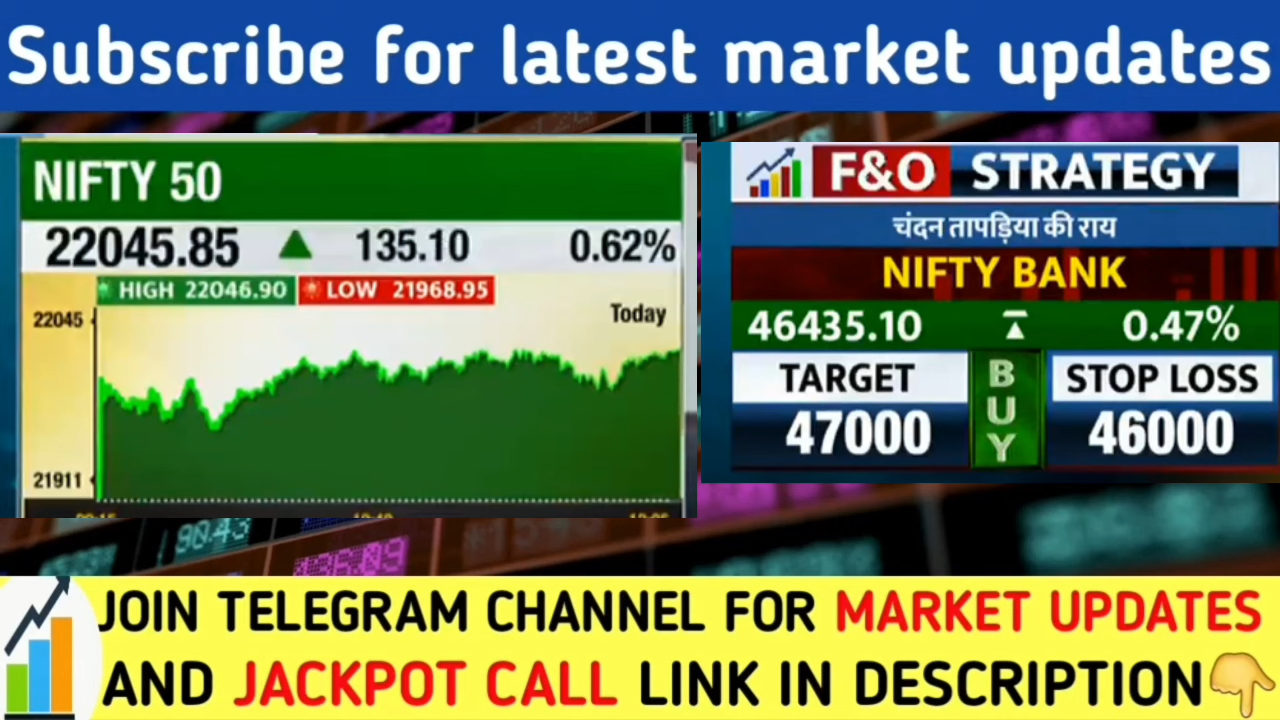 Subscribe for latest market updates
NIFTY 50
22045.85 ▲ 135.10 0.62%
HIGH 22046.90 LOW 21968.95
22045
Today
21911
F&O STRATEGY
चंदन तापड़िया की राय
NIFTY BANK
46435.10 0.47%
TARGET BUY STOP LOSS
47000 46000
90.43
JOIN TELEGRAM CHANNEL FOR MARKET UPDATES
AND JACKPOT CALL LINK IN DESCRIPTION👇